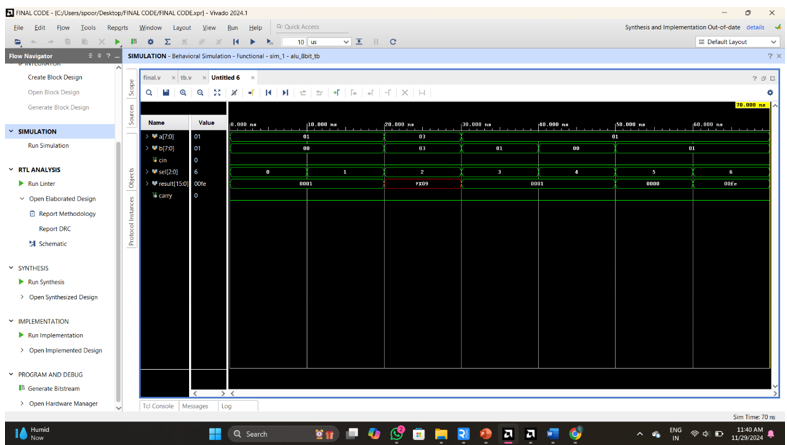 FINAL CODE - [C:/Users/spoor/Desktop/FINAL CODE/FINAL CODE.xpr] - Vivado 2024.1
File Edit Flow Tools Reports Window Layout View Run Help Quick Access
Synthesis and Implementation Out-of-date details
10 us Default Layout
Flow Navigator
SIMULATION - Behavioral Simulation - Functional - sim_1 - alu_8bit_tb
Create Block Design
Open Block Design
Generate Block Design
SIMULATION
Run Simulation
RTL ANALYSIS
Run Linter
Open Elaborated Design
Report Methodology
Report DRC
Schematic
SYNTHESIS
Run Synthesis
Open Synthesized Design
IMPLEMENTATION
Run Implementation
Open Implemented Design
PROGRAM AND DEBUG
Generate Bitstream
Open Hardware Manager
Scope
Sources
Objects
Protocol Instances
final.v tb.v Untitled 6
70.000 ns
Name Value 0.000 ns 10.000 ns 20.000 ns 30.000 ns 40.000 ns 50.000 ns 60.000 ns
a[7:0] 01 01 03 01
b[7:0] 01 00 03 01 00 01
cin 0
sel[2:0] 6 0 1 2 3 4 5 6
result[15:0] 00fe 0001 XX09 0001 0000 00fe
carry 0
Tcl Console Messages Log
Sim Time: 70 ns
Humid
Now
Search
2
ENG
IN
11:40 AM
11/29/2024